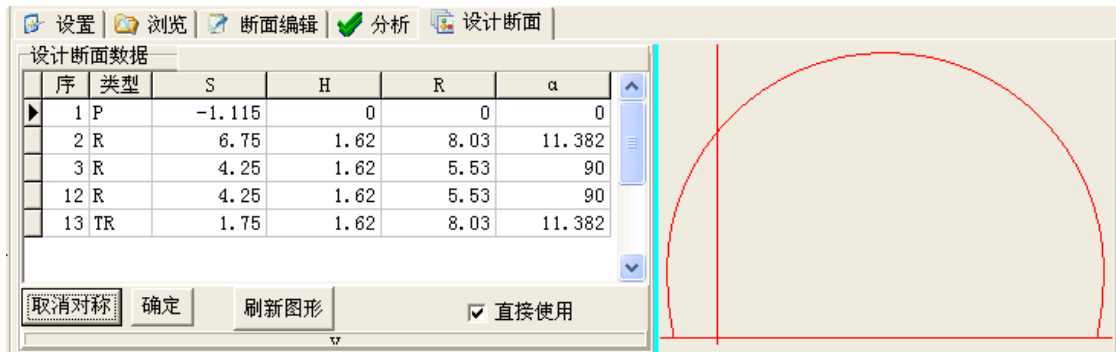 设置 浏览 断面编辑 分析 设计断面
设计断面数据
序 类型 S H R α
1 P -1.115 0 0 0
2 R 6.75 1.62 8.03 11.382
3 R 4.25 1.62 5.53 90
12 R 4.25 1.62 5.53 90
13 TR 1.75 1.62 8.03 11.382
取消对称 确定 刷新图形 直接使用